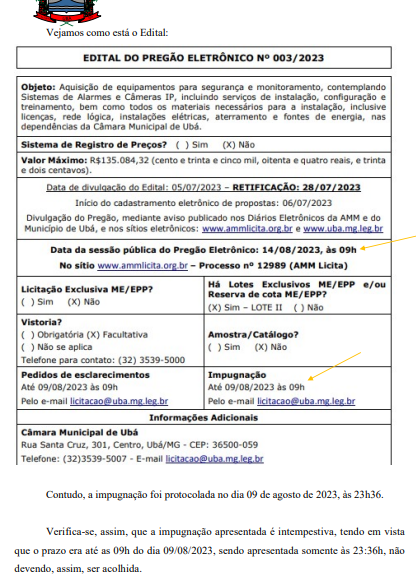 Vejamos como está o Edital:
EDITAL DO PREGÃO ELETRÔNICO Nº 003/2023
Objeto: Aquisição de equipamentos para segurança e monitoramento, contemplando
Sistemas de Alarmes e Câmeras IP, incluindo serviços de instalação, configuração e
treinamento, bem como todos os materiais necessários para a instalação, inclusive
licenças, rede lógica, instalações elétricas, aterramento e fontes de energia, nas
dependências da Câmara Municipal de Ubá.
Sistema de Registro de Preços? ( ) Sim (X) Não
Valor Máximo: R$135.084,32 (cento e trinta e cinco mil, oitenta e quatro reais, e trinta
e dois centavos).
Data de divulgação do Edital: 05/07/2023 – RETIFICAÇÃO: 28/07/2023
Início do cadastramento eletrônico de propostas: 06/07/2023
Divulgação do Pregão, mediante aviso publicado nos Diários Eletrônicos da AMM e do
Município de Ubá, e nos sítios eletrônicos: www.ammlicita.org.br e www.uba.mg.leg.br
Data da sessão pública do Pregão Eletrônico: 14/08/2023, às 09h
No sítio www.ammlicita.org.br – Processo nº 12989 (AMM Licita)
Licitação Exclusiva ME/EPP?
( ) Sim (X) Não
Há Lotes Exclusivos ME/EPP e/ou
Reserva de cota ME/EPP?
(X) Sim – LOTE II ( ) Não
Vistoria?
( ) Obrigatória (X) Facultativa
( ) Não se aplica
Telefone para contato: (32) 3539-5000
Amostra/Catálogo?
( ) Sim (X) Não
Pedidos de esclarecimentos
Até 09/08/2023 às 09h
Pelo e-mail licitacao@uba.mg.leg.br
Impugnação
Até 09/08/2023 às 09h
Pelo e-mail licitacao@uba.mg.leg.br
Informações Adicionais
Câmara Municipal de Ubá
Rua Santa Cruz, 301, Centro, Ubá/MG - CEP: 36500-059
Telefone: (32)3539-5007 - E-mail licitacao@uba.mg.leg.br
Contudo, a impugnação foi protocolada no dia 09 de agosto de 2023, às 23h36.
Verifica-se, assim, que a impugnação apresentada é intempestiva, tendo em vista
que o prazo era até as 09h do dia 09/08/2023, sendo apresentada somente às 23:36h, não
devendo, assim, ser acolhida.